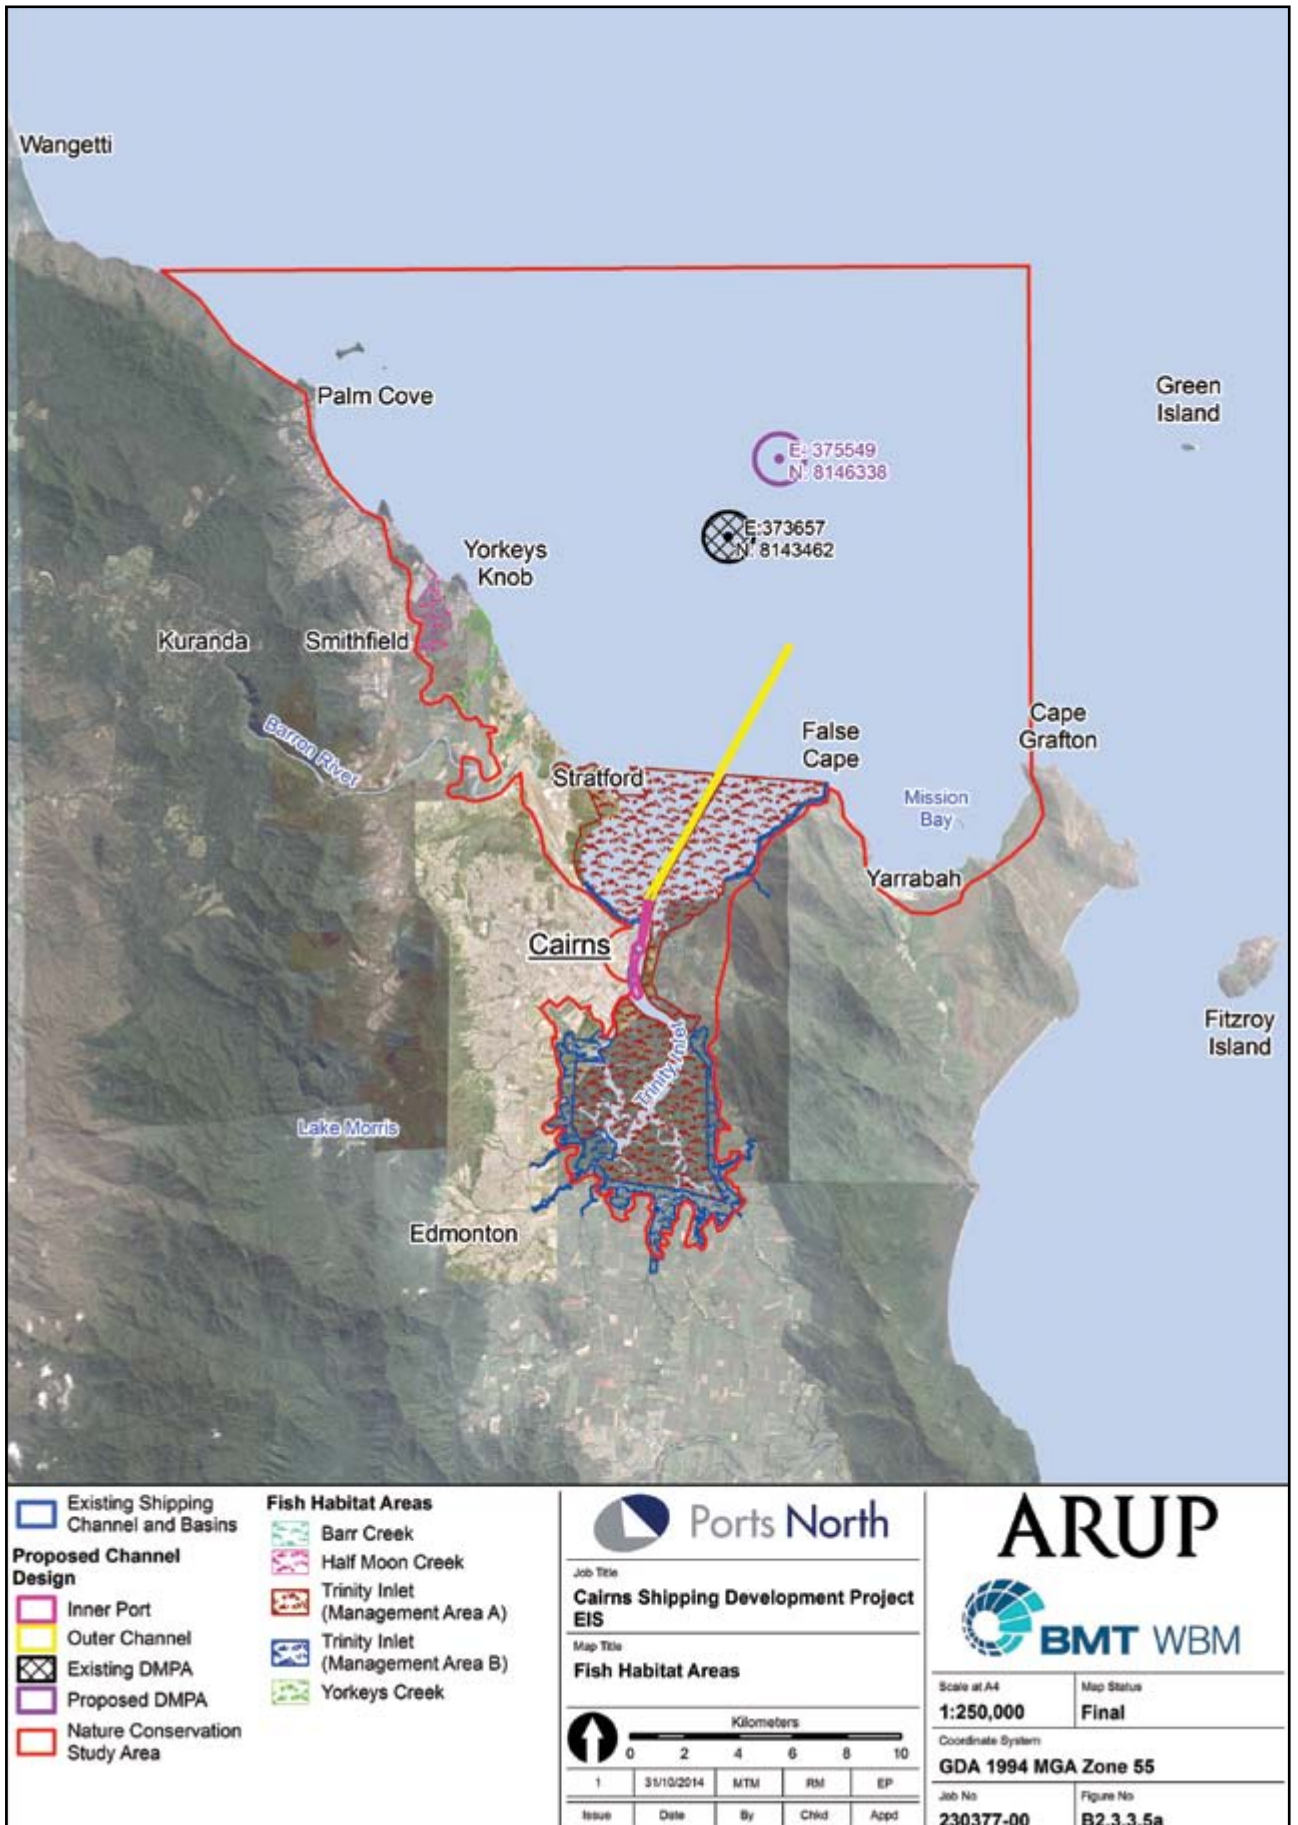 Wangetti
Palm Cove
Green
Island
E: 375549
N: 8146338
E:373657
N: 8143462
Yorkeys
Knob
Kuranda
Smithfield
Barron River
False
Cape
Cape
Grafton
Stratford
Mission
Bay
Yarrabah
Cairns
Fitzroy
Island
Trinity Inlet
Lake Morris
Edmonton
Existing Shipping
Channel and Basins
Proposed Channel
Design
Inner Port
Outer Channel
Existing DMPA
Proposed DMPA
Nature Conservation
Study Area
Fish Habitat Areas
Barr Creek
Half Moon Creek
Trinity Inlet
(Management Area A)
Trinity Inlet
(Management Area B)
Yorkeys Creek
Ports North
Job Title
Cairns Shipping Development Project
EIS
Map Title
Fish Habitat Areas
Kilometers
0 2 4 6 8 10
1 31/10/2014 MTM RM EP
Issue Date By Chkd Appd
ARUP
BMT WBM
Scale at A4
1:250,000
Map Status
Final
Coordinate System
GDA 1994 MGA Zone 55
Job No
230377-00
Figure No
B2.3.3.5a